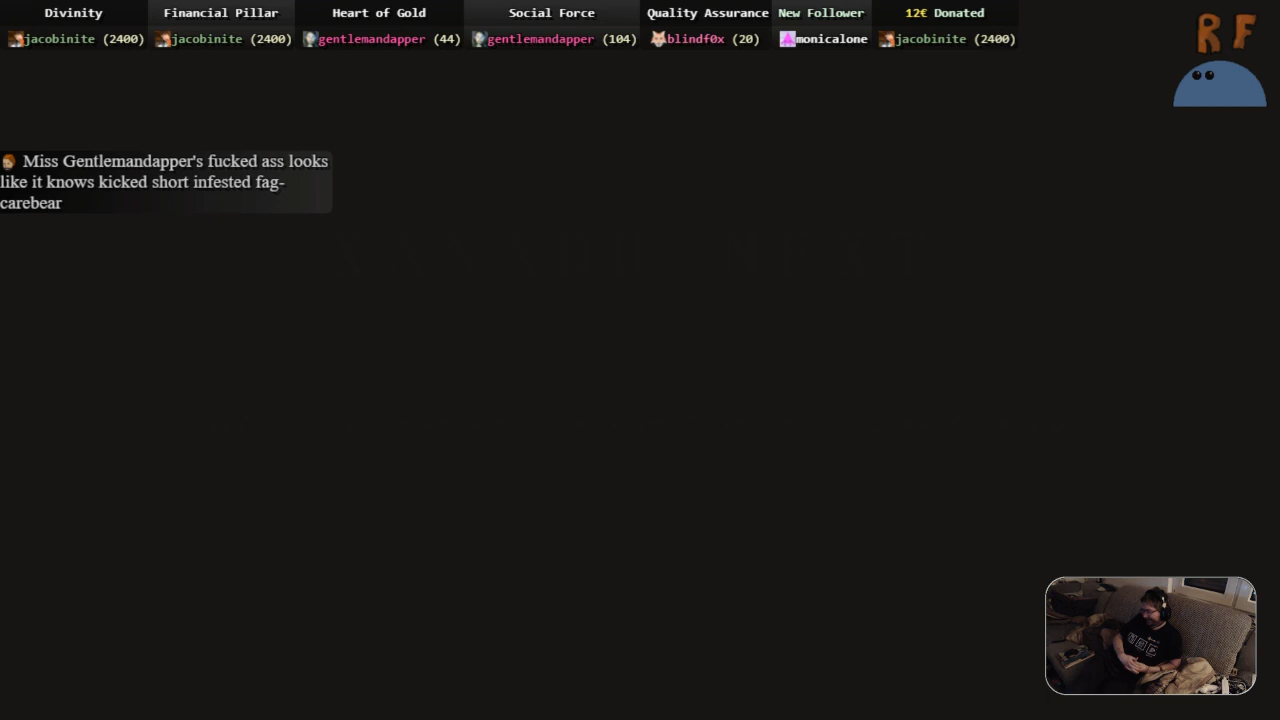 Divinity Financial Pillar Heart of Gold Social Force Quality Assurance New Follower 12€ Donated
jacobinite (2400) jacobinite (2400) gentlemandapper (44) gentlemandapper (104) blindf0x (20) monicalone jacobinite (2400)
R F
Miss Gentlemandapper's fucked ass looks
like it knows kicked short infested fag-
carebear